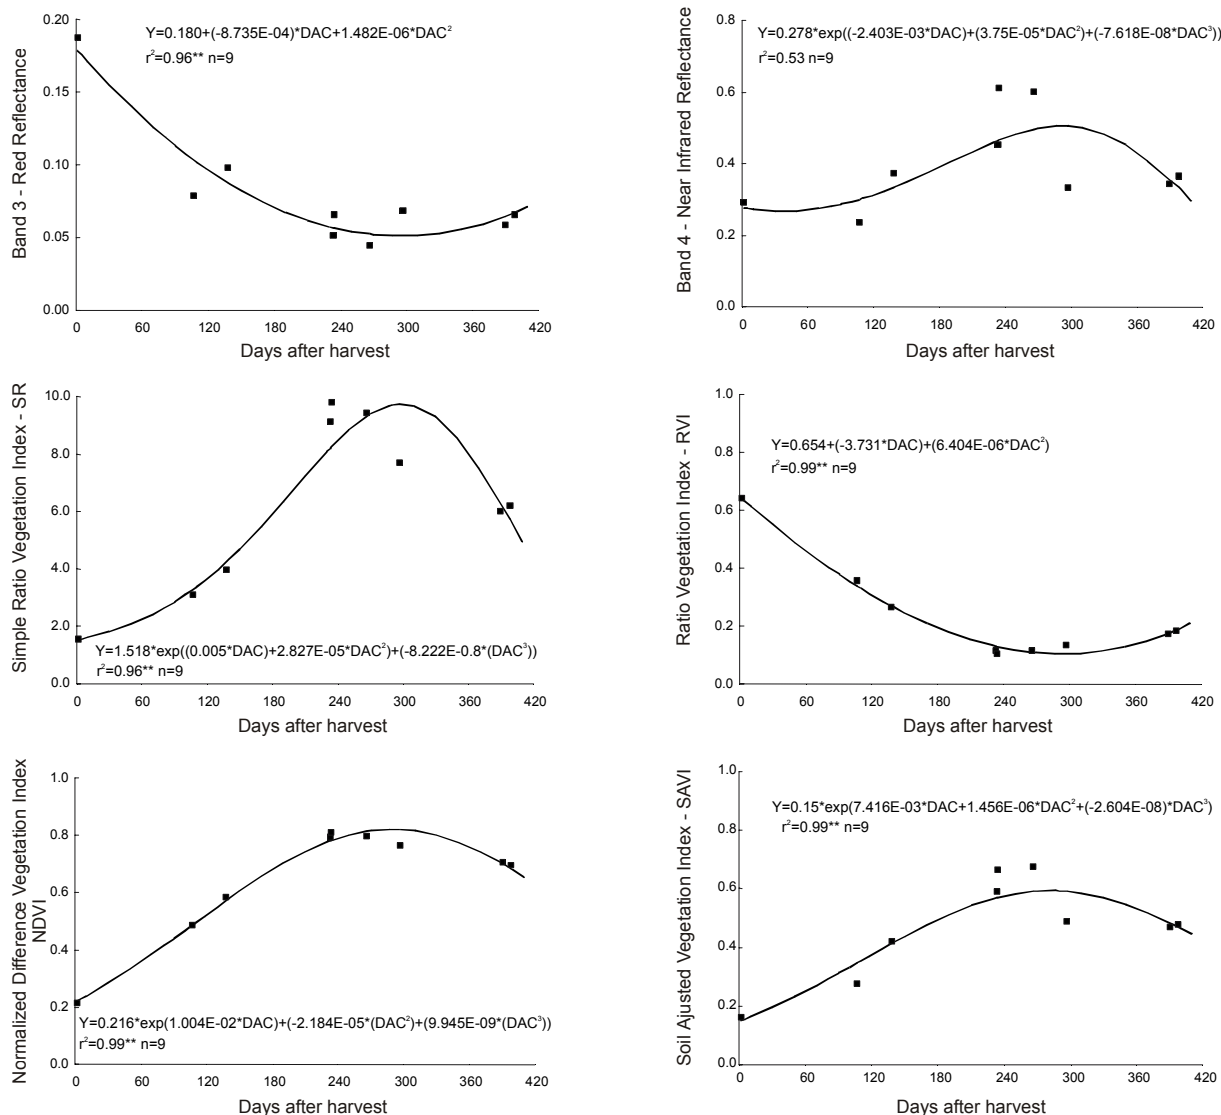 Band 3 - Red Reflectance
0.20
0.15
0.10
0.05
0.00
Y=0.180+(-8.735E-04)*DAC+1.482E-06*DAC²
r²=0.96** n=9
0 60 120 180 240 300 360 420
Days after harvest
Band 4 - Near Infrared Reflectance
0.8
0.6
0.4
0.2
0.0
Y=0.278*exp((-2.403E-03*DAC)+(3.75E-05*DAC²)+(-7.618E-08*DAC³))
r²=0.53 n=9
0 60 120 180 240 300 360 420
Days after harvest
Simple Ratio Vegetation Index - SR
10.0
8.0
6.0
4.0
2.0
0.0
Y=1.518*exp((0.005*DAC)+2.827E-05*DAC²)+(-8.222E-0.8*(DAC³))
r²=0.96** n=9
0 60 120 180 240 300 360 420
Days after harvest
Ratio Vegetation Index - RVI
1.0
0.8
0.6
0.4
0.2
0.0
Y=0.654+(-3.731*DAC)+(6.404E-06*DAC²)
r²=0.99** n=9
0 60 120 180 240 300 360 420
Days after harvest
Normalized Difference Vegetation Index
NDVI
1.0
0.8
0.6
0.4
0.2
0.0
Y=0.216*exp(1.004E-02*DAC)+(-2.184E-05*(DAC²)+(9.945E-09*(DAC³))
r²=0.99** n=9
0 60 120 180 240 300 360 420
Days after harvest
Soil Ajusted Vegetation Index - SAVI
1.0
0.8
0.6
0.4
0.2
0.0
Y=0.15*exp(7.416E-03*DAC+1.456E-06*DAC²+(-2.604E-08)*DAC³)
r²=0.99** n=9
0 60 120 180 240 300 360 420
Days after harvest